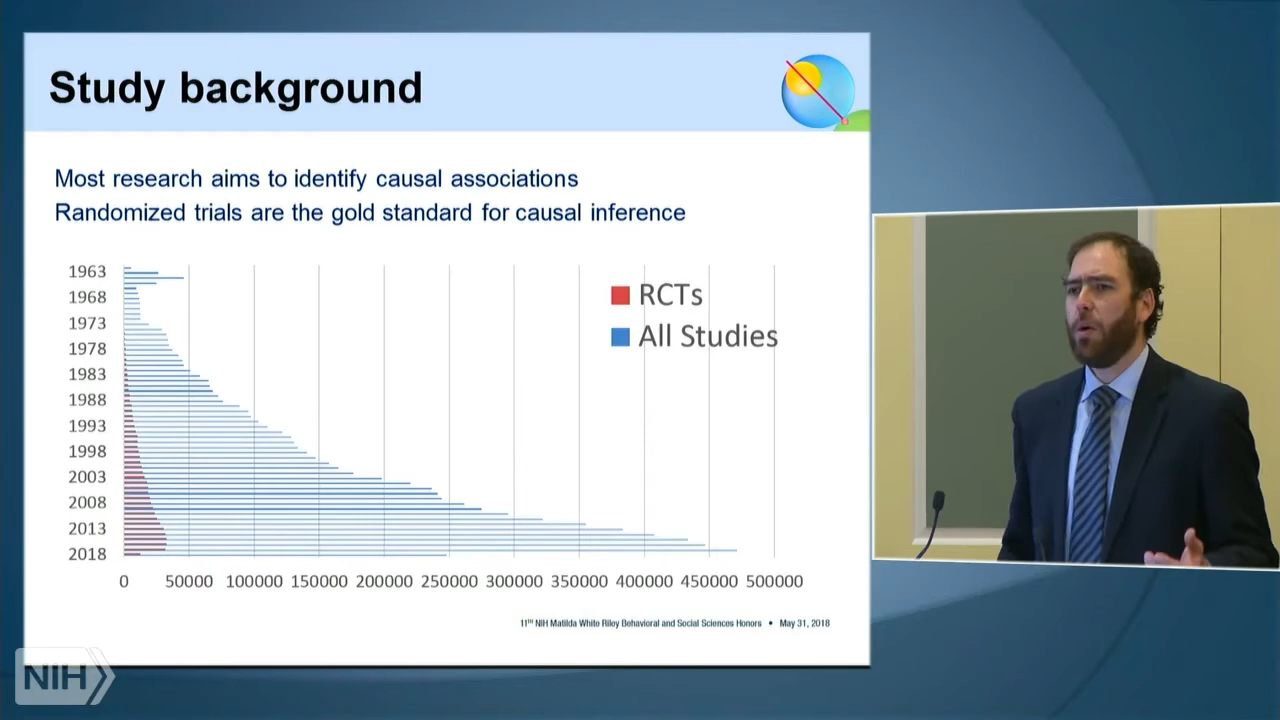 Study background
Most research aims to identify causal associations
Randomized trials are the gold standard for causal inference
RCTs
All Studies
1963
1968
1973
1978
1983
1988
1993
1998
2003
2008
2013
2018
0 50000 100000 150000 200000 250000 300000 350000 400000 450000 500000
11TH NIH Matilda White Riley Behavioral and Social Sciences Honors • May 31, 2018
NIH